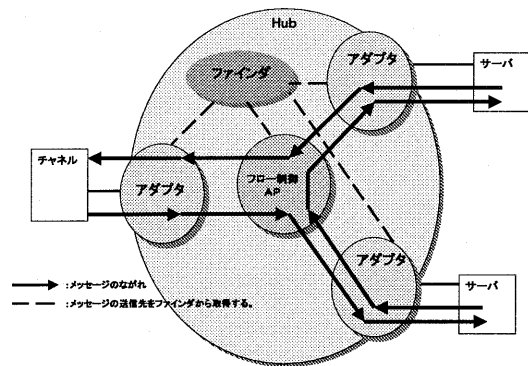 Hub
アダプタ
サーバ
ファインダ
チャネル
アダプタ
フロー制御
AP
アダプタ
サーバ
:メッセージのながれ
:メッセージの送信先をファインダから取得する。